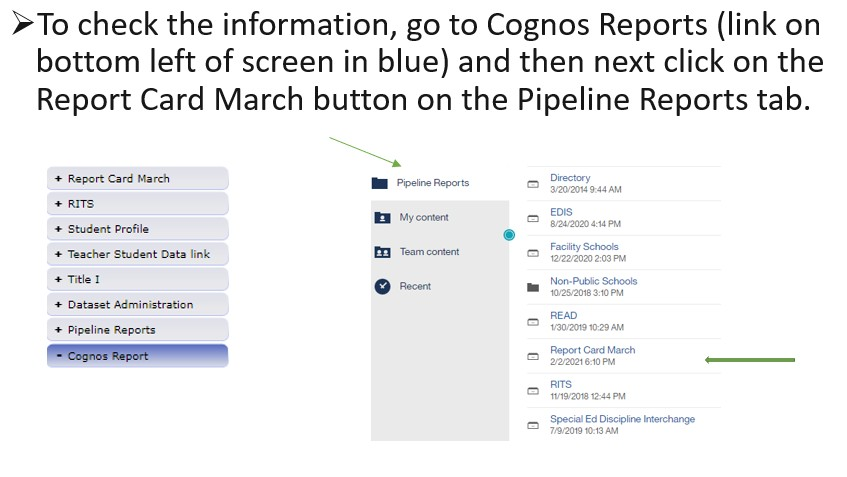 ➢To check the information, go to Cognos Reports (link on
bottom left of screen in blue) and then next click on the
Report Card March button on the Pipeline Reports tab.
+ Report Card March
+ RITS
+ Student Profile
+ Teacher Student Data link
+ Title I
+ Dataset Administration
+ Pipeline Reports
- Cognos Report
Pipeline Reports
My content
Team content
Recent
Directory
3/20/2014 9:44 AM
EDIS
8/24/2020 4:14 PM
Facility Schools
12/22/2020 2:03 PM
Non-Public Schools
10/25/2018 3:10 PM
READ
1/30/2019 10:29 AM
Report Card March
2/2/2021 6:10 PM
RITS
11/19/2018 12:44 PM
Special Ed Discipline Interchange
7/9/2019 10:13 AM